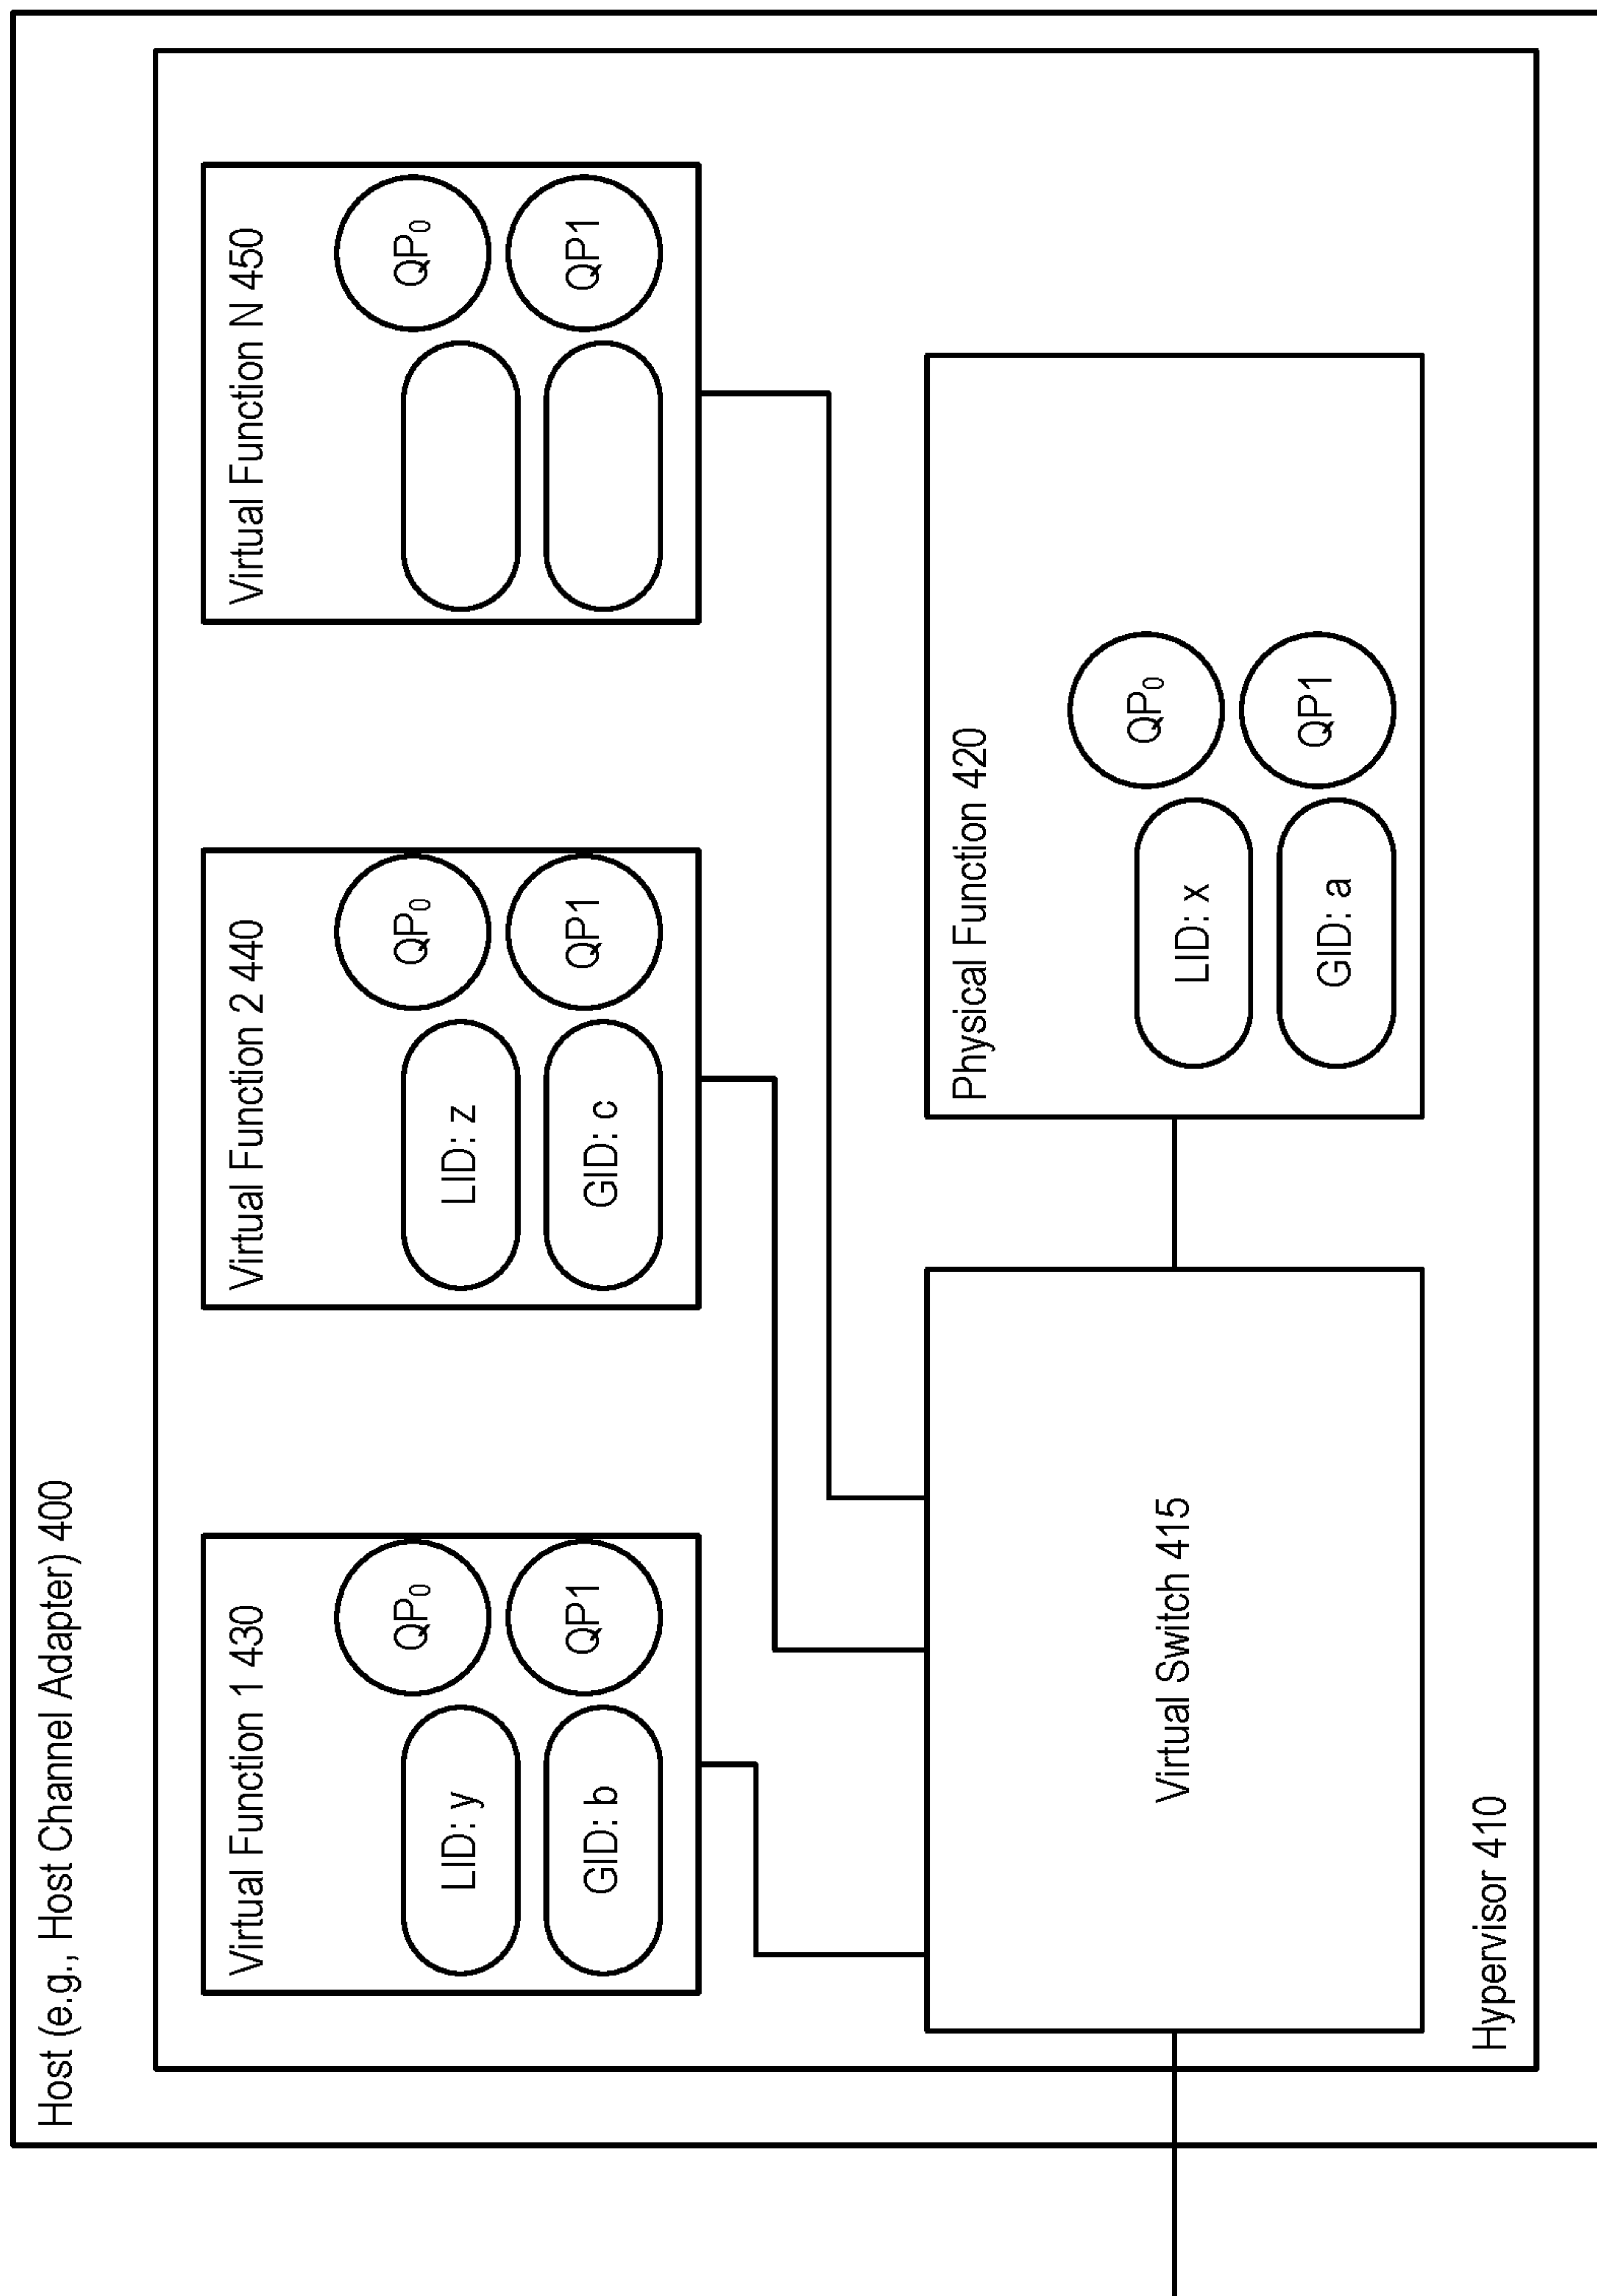 Host (e.g., Host Channel Adapter) 400
Virtual Function 1 430
LID: y
QP₀
GID: b
QP1
Virtual Function 2 440
LID: z
QP₀
GID: c
QP1
Virtual Function N 450
QP₀
QP1
Virtual Switch 415
Physical Function 420
LID: x
QP₀
GID: a
QP1
Hypervisor 410